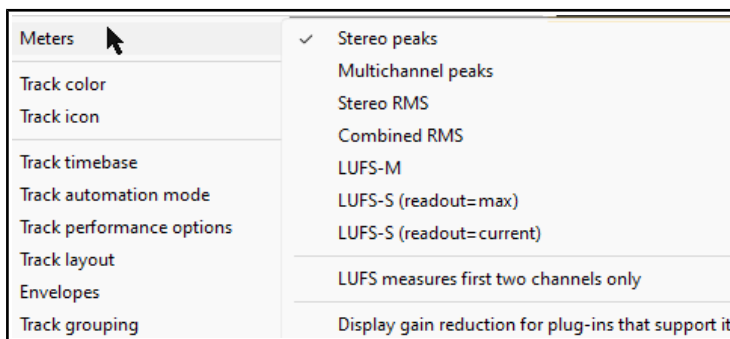 Meters
Track color
Track icon
Track timebase
Track automation mode
Track performance options
Track layout
Envelopes
Track grouping
Stereo peaks
Multichannel peaks
Stereo RMS
Combined RMS
LUFS-M
LUFS-S (readout=max)
LUFS-S (readout=current)
LUFS measures first two channels only
Display gain reduction for plug-ins that support it